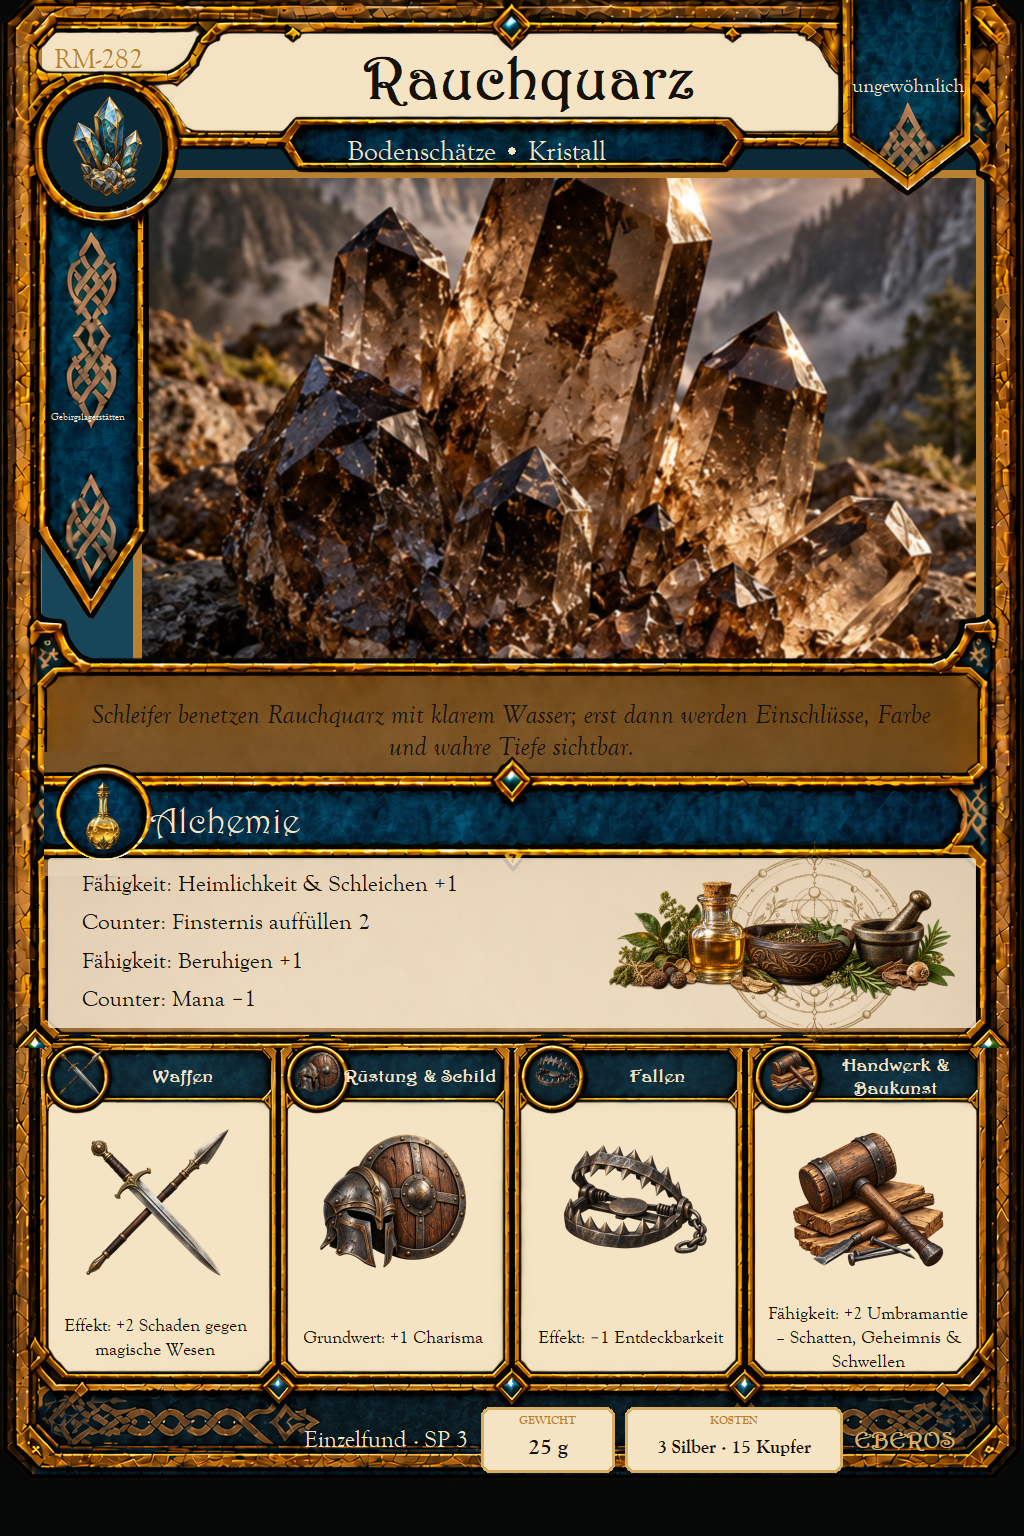 RM-282
Rauchquarz
ungewöhnlich
Bodenschätze • Kristall
Gebirgslagerstätten
Schleifer benetzen Rauchquarz mit klarem Wasser; erst dann werden Einschlüsse, Farbe
und wahre Tiefe sichtbar.
Alchemie
Fähigkeit: Heimlichkeit & Schleichen +1
Counter: Finsternis auffüllen 2
Fähigkeit: Beruhigen +1
Counter: Mana −1
Waffen
Effekt: +2 Schaden gegen
magische Wesen
Rüstung & Schild
Grundwert: +1 Charisma
Fallen
Effekt: −1 Entdeckbarkeit
Handwerk &
Baukunst
Fähigkeit: +2 Umbramantie
– Schatten, Geheimnis &
Schwellen
Einzelfund · SP 3
GEWICHT
25 g
KOSTEN
3 Silber · 15 Kupfer
EBEROS